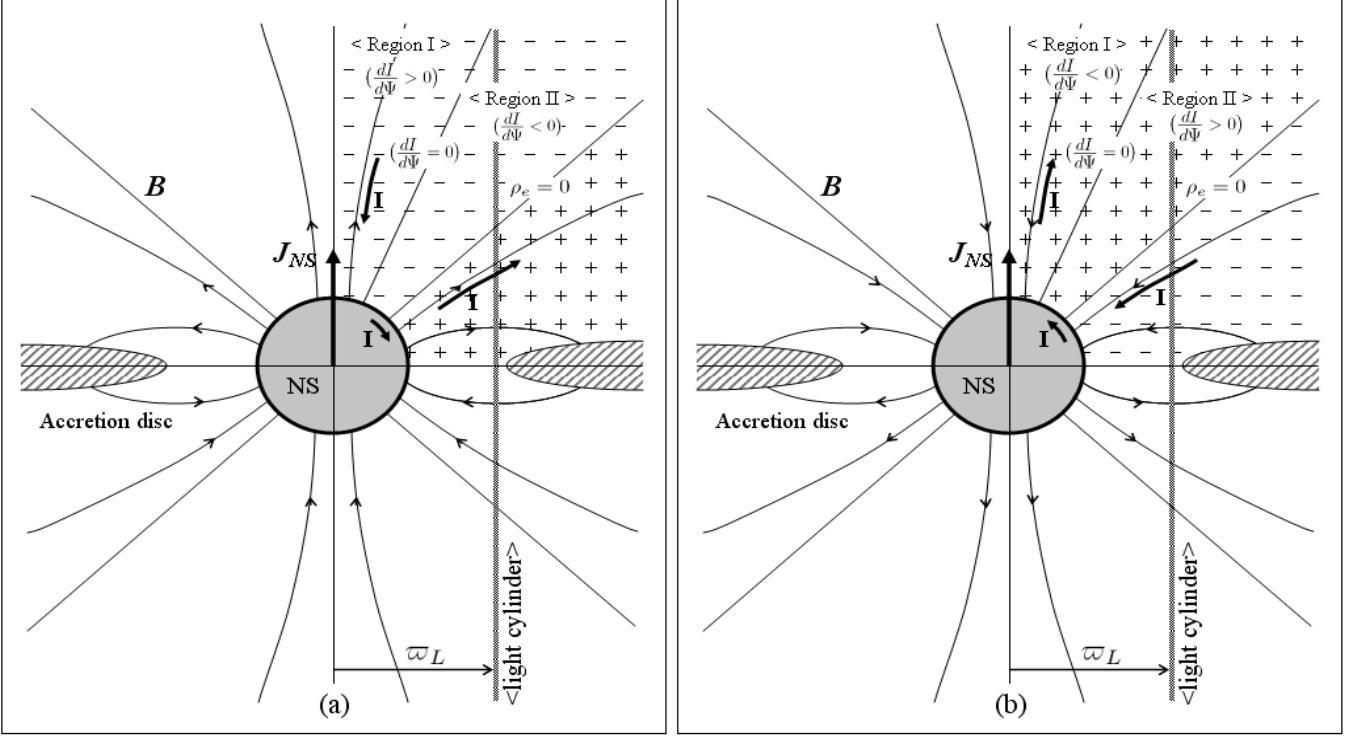 < Region I >
(dI/dΨ > 0)
< Region II >
(dI/dΨ < 0)
(dI/dΨ = 0)
B
I
ρₑ = 0
J_NS
I
I
NS
Accretion disc
<light cylinder>
ϖ_L
(a)
< Region I >
(dI/dΨ < 0)
< Region II >
(dI/dΨ > 0)
(dI/dΨ = 0)
B
I
ρₑ = 0
J_NS
I
I
NS
Accretion disc
<light cylinder>
ϖ_L
(b)